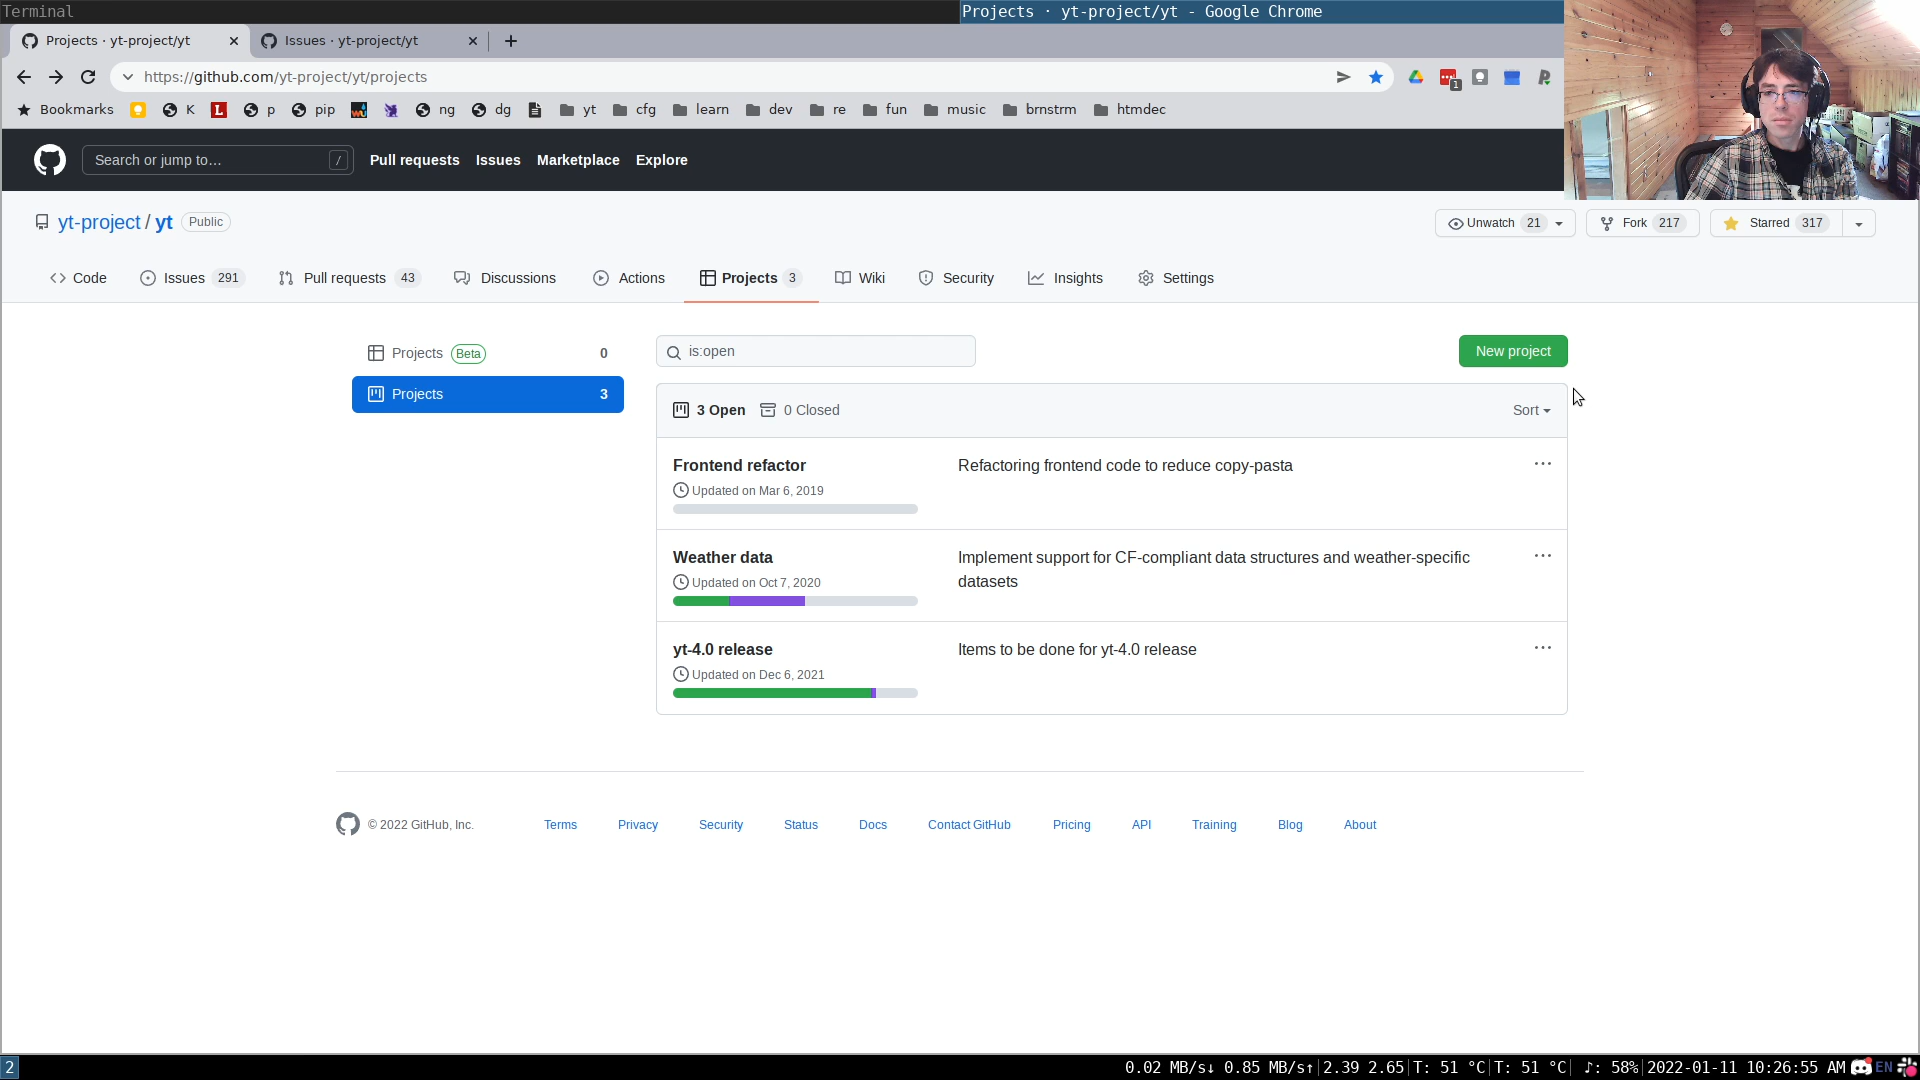 Terminal
Projects · yt-project/yt - Google Chrome
Projects · yt-project/yt
Issues · yt-project/yt
https://github.com/yt-project/yt/projects
1
Bookmarks K L p pip ng dg yt cfg learn dev re fun music brnstrm htmdec
Search or jump to… /
Pull requests Issues Marketplace Explore
yt-project / yt Public
Unwatch 21 Fork 217 Starred 317
Code Issues 291 Pull requests 43 Discussions Actions Projects 3 Wiki Security Insights Settings
Projects Beta 0
Projects 3
is:open
New project
3 Open 0 Closed
Sort
Frontend refactor
Updated on Mar 6, 2019
Refactoring frontend code to reduce copy-pasta
Weather data
Updated on Oct 7, 2020
Implement support for CF-compliant data structures and weather-specific
datasets
yt-4.0 release
Updated on Dec 6, 2021
Items to be done for yt-4.0 release
© 2022 GitHub, Inc. Terms Privacy Security Status Docs Contact GitHub Pricing API Training Blog About
2
0.02 MB/s↓ 0.85 MB/s↑|2.39 2.65|T: 51 °C|T: 51 °C| ♪: 58%|2022-01-11 10:26:55 AM EN